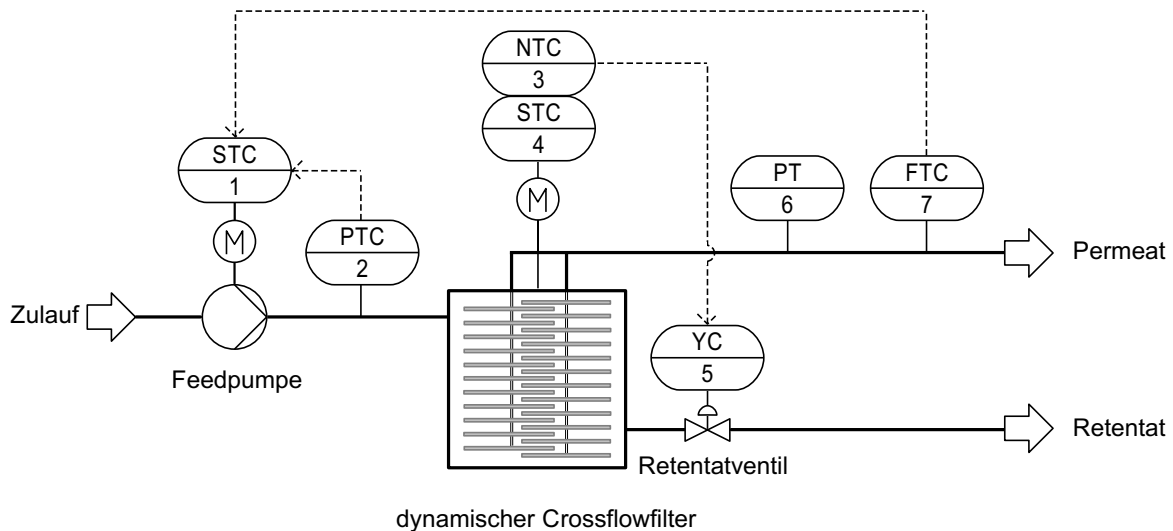 NTC
3
STC
4
STC
1
M
M
PT
6
FTC
7
PTC
2
Permeat
Zulauf
YC
5
Feedpumpe
Retentat
Retentatventil
dynamischer Crossflowfilter